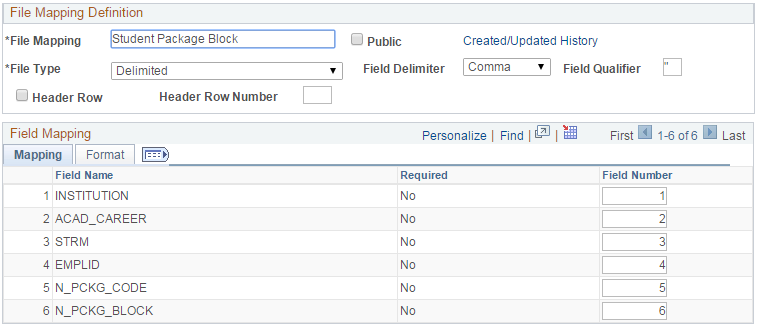 File Mapping Definition
*File Mapping Student Package Block Public Created/Updated History
*File Type Delimited Field Delimiter Comma Field Qualifier "
Header Row Header Row Number
Field Mapping Personalize | Find | | First 1-6 of 6 Last
Mapping Format
Field Name Required Field Number
1 INSTITUTION No 1
2 ACAD_CAREER No 2
3 STRM No 3
4 EMPLID No 4
5 N_PCKG_CODE No 5
6 N_PCKG_BLOCK No 6